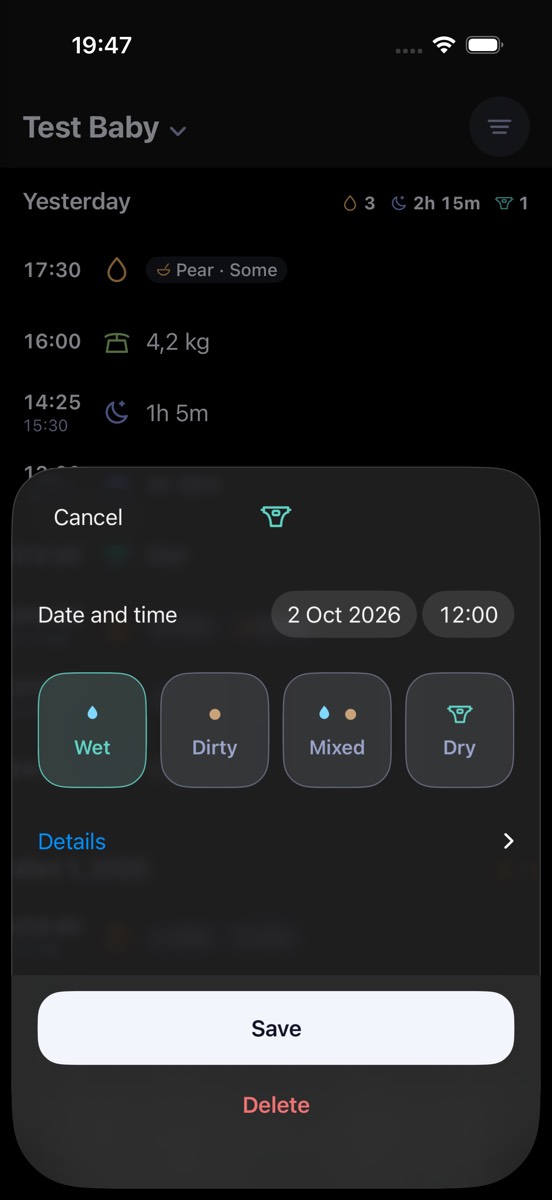 19:47
Test Baby
Yesterday 3 2h 15m 1
17:30 Pear · Some
16:00 4,2 kg
14:25 1h 5m
15:30
Cancel
Date and time 2 Oct 2026 12:00
Wet Dirty Mixed Dry
Details
Save
Delete